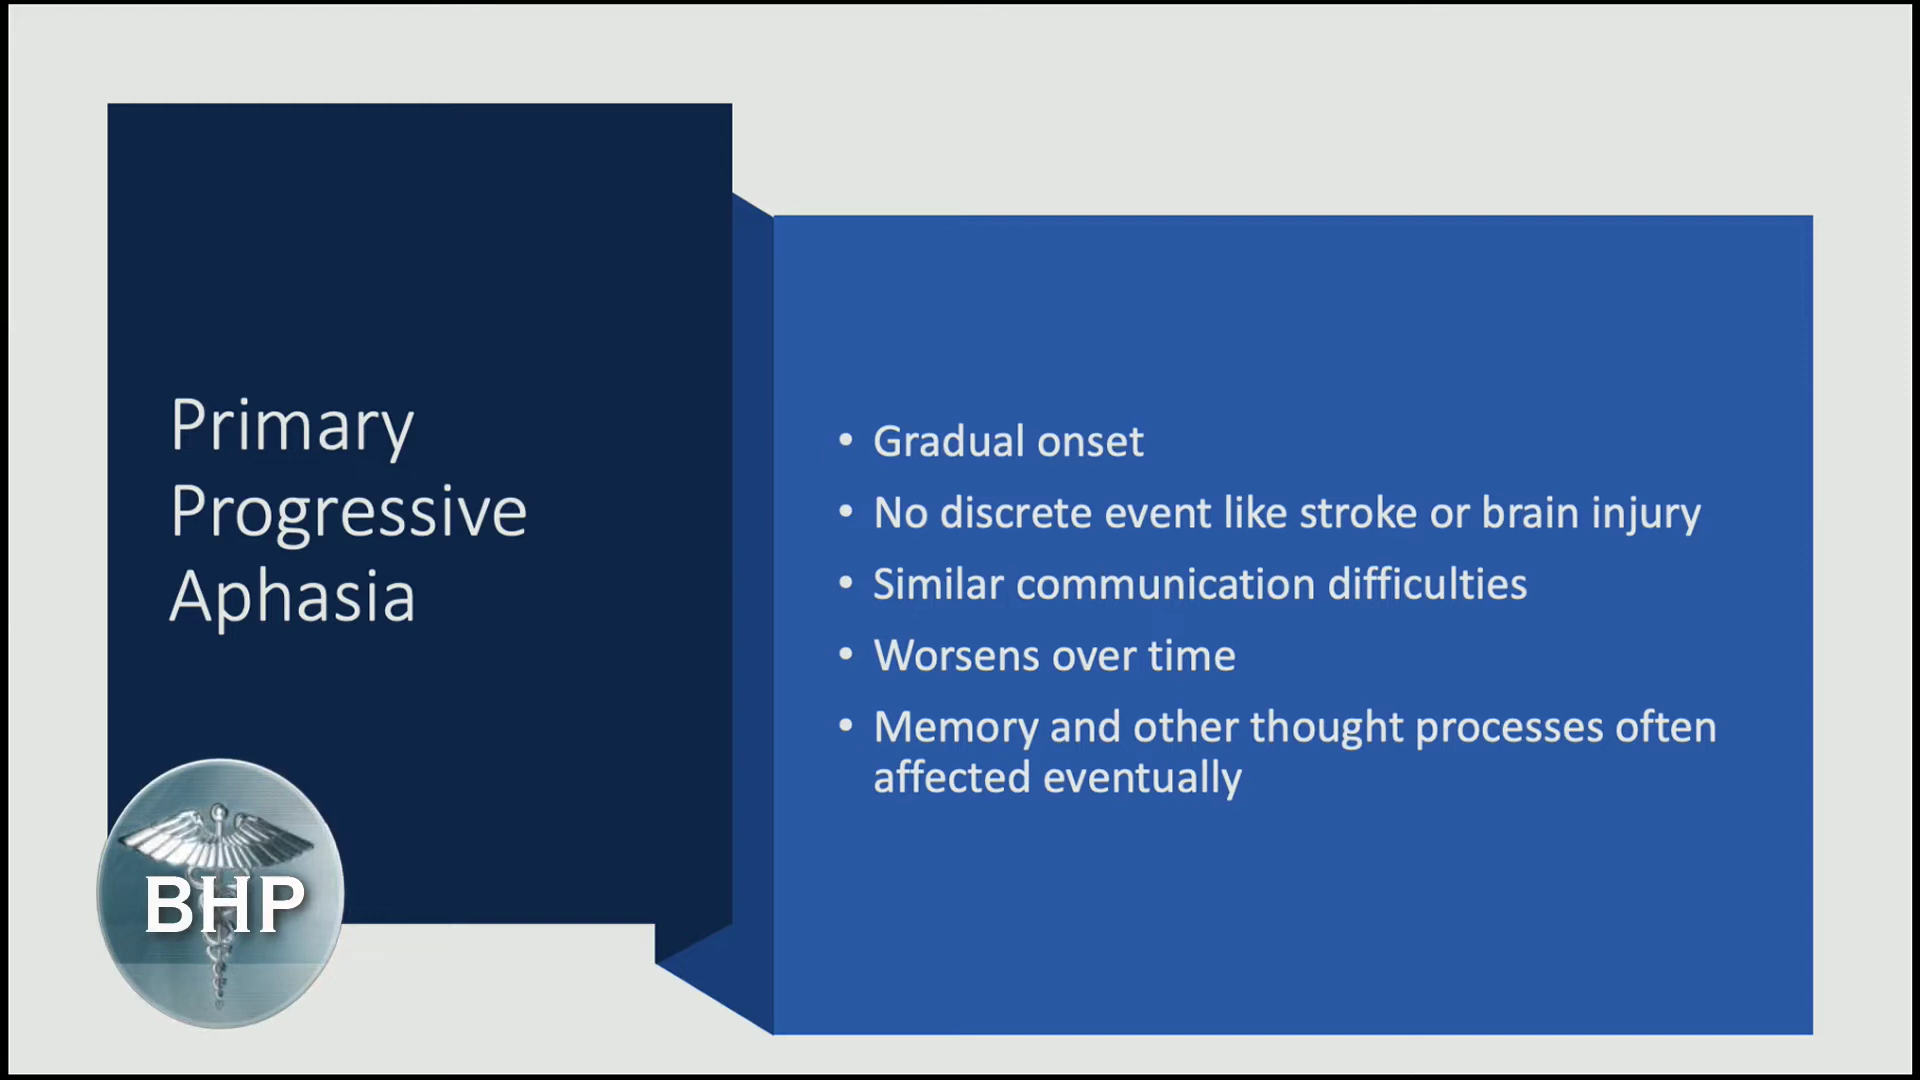 Primary
Progressive
Aphasia
• Gradual onset
• No discrete event like stroke or brain injury
• Similar communication difficulties
• Worsens over time
• Memory and other thought processes often
affected eventually
BHP